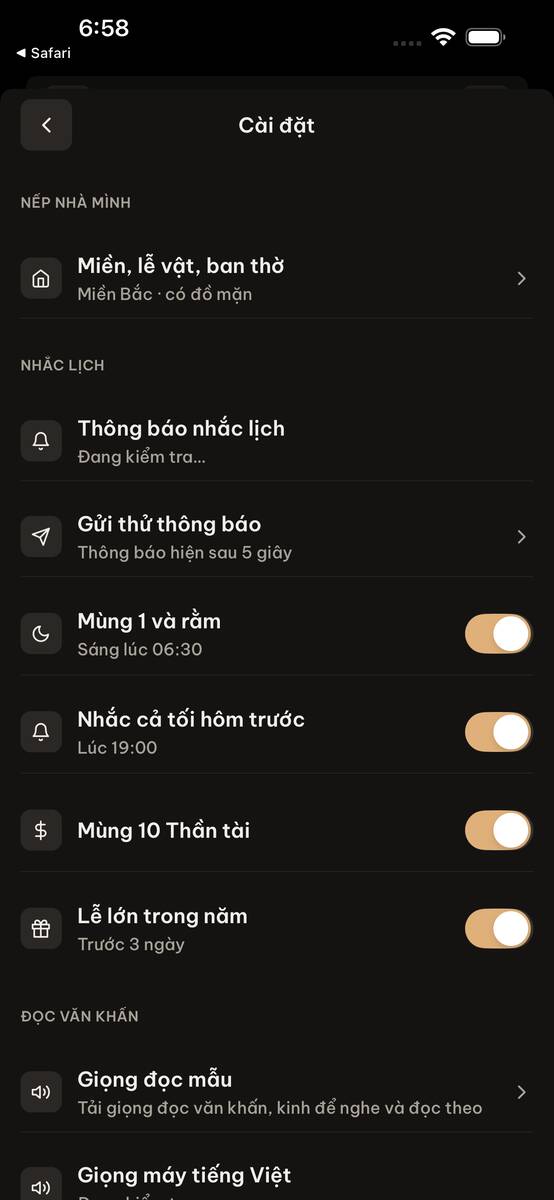 6:58
◀ Safari
Cài đặt
NẾP NHÀ MÌNH
Miền, lễ vật, ban thờ
Miền Bắc · có đồ mặn
NHẮC LỊCH
Thông báo nhắc lịch
Đang kiểm tra...
Gửi thử thông báo
Thông báo hiện sau 5 giây
Mùng 1 và rằm
Sáng lúc 06:30
Nhắc cả tối hôm trước
Lúc 19:00
Mùng 10 Thần tài
Lễ lớn trong năm
Trước 3 ngày
ĐỌC VĂN KHẤN
Giọng đọc mẫu
Tải giọng đọc văn khấn, kinh để nghe và đọc theo
Giọng máy tiếng Việt